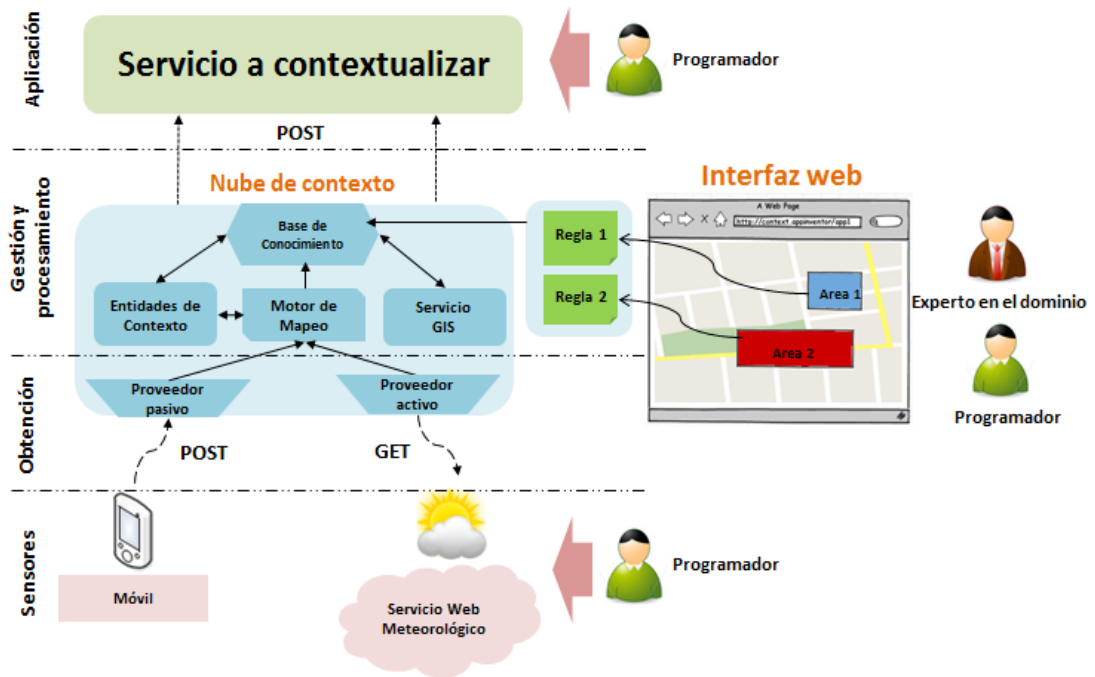 Aplicación
Servicio a contextualizar
Programador
POST
Gestión y
procesamiento
Nube de contexto
Interfaz web
Base de
Conocimiento
Entidades de
Contexto
Motor de
Mapeo
Servicio
GIS
Regla 1
Regla 2
A Web Page
http://context.appinventor/app1
Area 1
Area 2
Experto en el dominio
Programador
Obtención
Proveedor
pasivo
Proveedor
activo
POST
GET
Sensores
Móvil
Servicio Web
Meteorológico
Programador